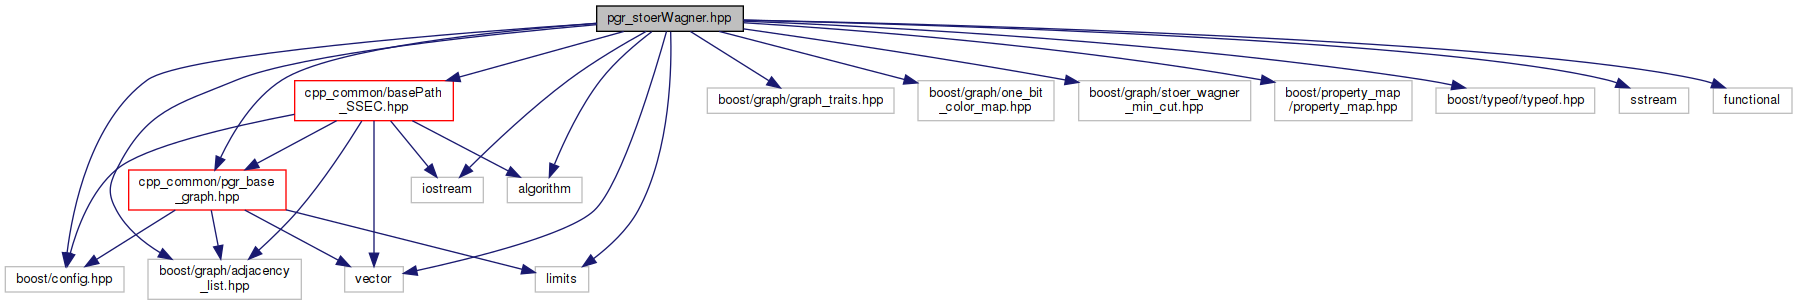 pgr_stoerWagner.hpp
cpp_common/basePath
_SSEC.hpp
boost/graph/graph_traits.hpp
boost/graph/one_bit
_color_map.hpp
boost/graph/stoer_wagner
_min_cut.hpp
boost/property_map
/property_map.hpp
boost/typeof/typeof.hpp
sstream
functional
cpp_common/pgr_base
_graph.hpp
iostream
algorithm
boost/config.hpp
boost/graph/adjacency
_list.hpp
vector
limits